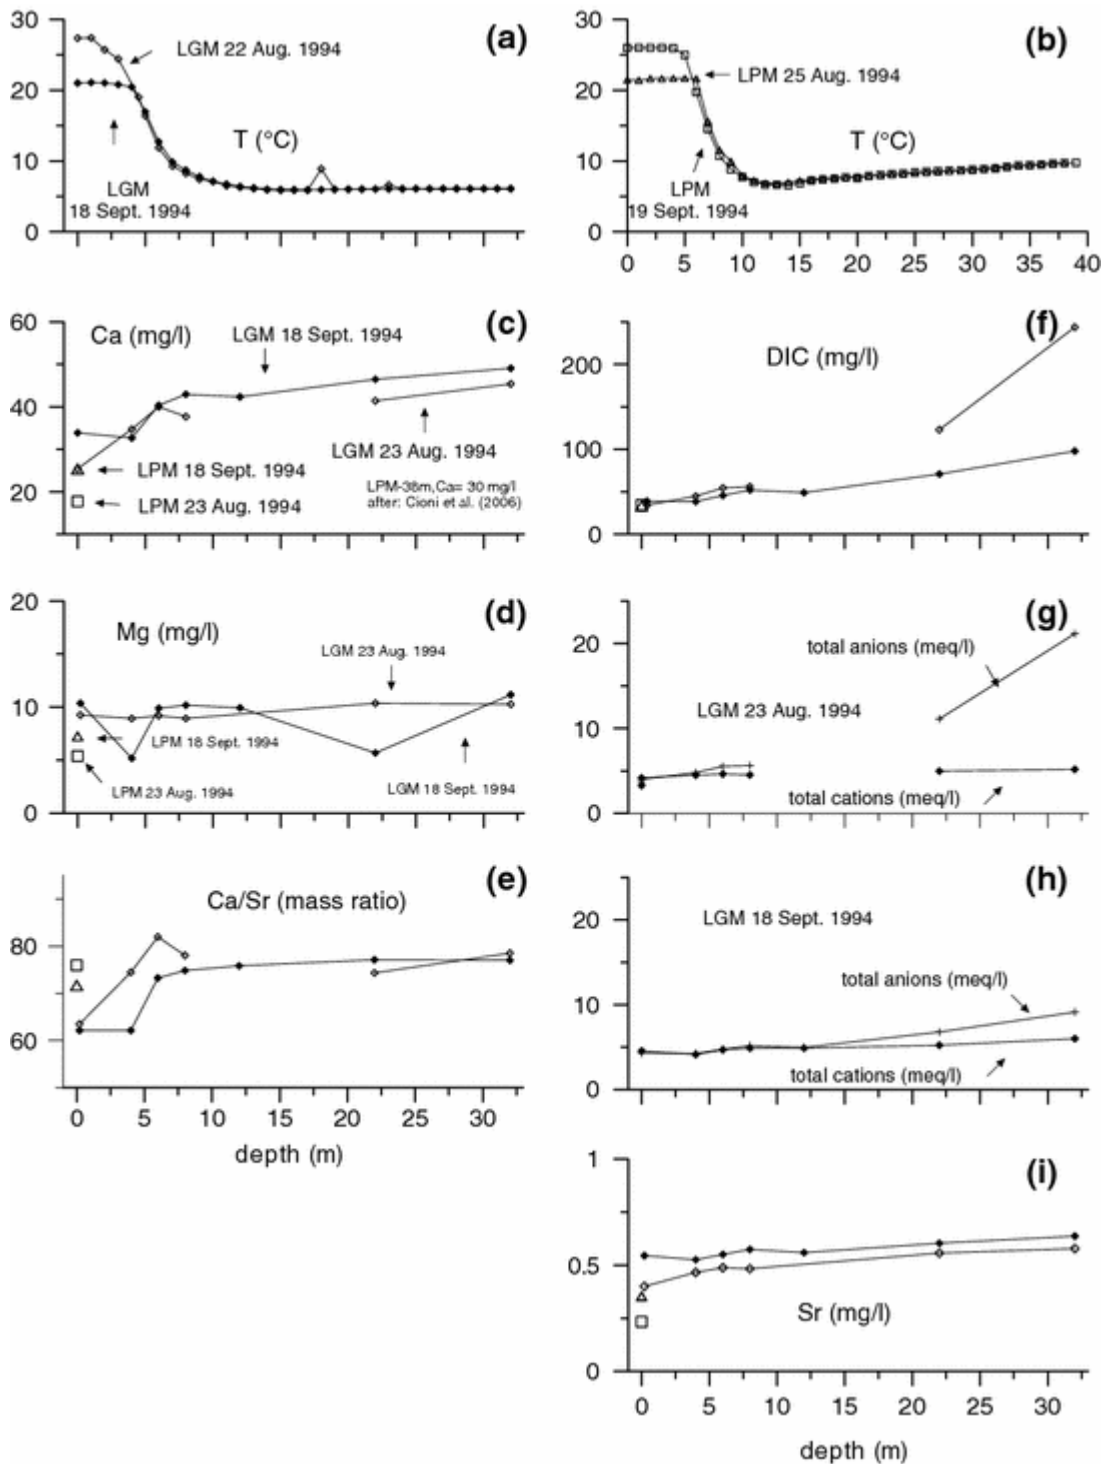 30
20
10
0
(a)
LGM 22 Aug. 1994
T (°C)
LGM
18 Sept. 1994
30
20
10
0
(b)
LPM 25 Aug. 1994
T (°C)
LPM
19 Sept. 1994
0 5 10 15 20 25 30 35 40
60
40
20
(c)
Ca (mg/l)
LGM 18 Sept. 1994
LGM 23 Aug. 1994
LPM 18 Sept. 1994
LPM 23 Aug. 1994
LPM-38m,Ca= 30 mg/l
after: Cioni et al. (2006)
200
100
0
(f)
DIC (mg/l)
20
10
0
(d)
Mg (mg/l)
LGM 23 Aug. 1994
LPM 18 Sept. 1994
LPM 23 Aug. 1994
LGM 18 Sept. 1994
20
10
0
(g)
total anions (meq/l)
LGM 23 Aug. 1994
total cations (meq/l)
80
60
(e)
Ca/Sr (mass ratio)
0 5 10 15 20 25 30
depth (m)
20
10
0
(h)
LGM 18 Sept. 1994
total anions (meq/l)
total cations (meq/l)
1
0.5
0
(i)
Sr (mg/l)
0 5 10 15 20 25 30
depth (m)